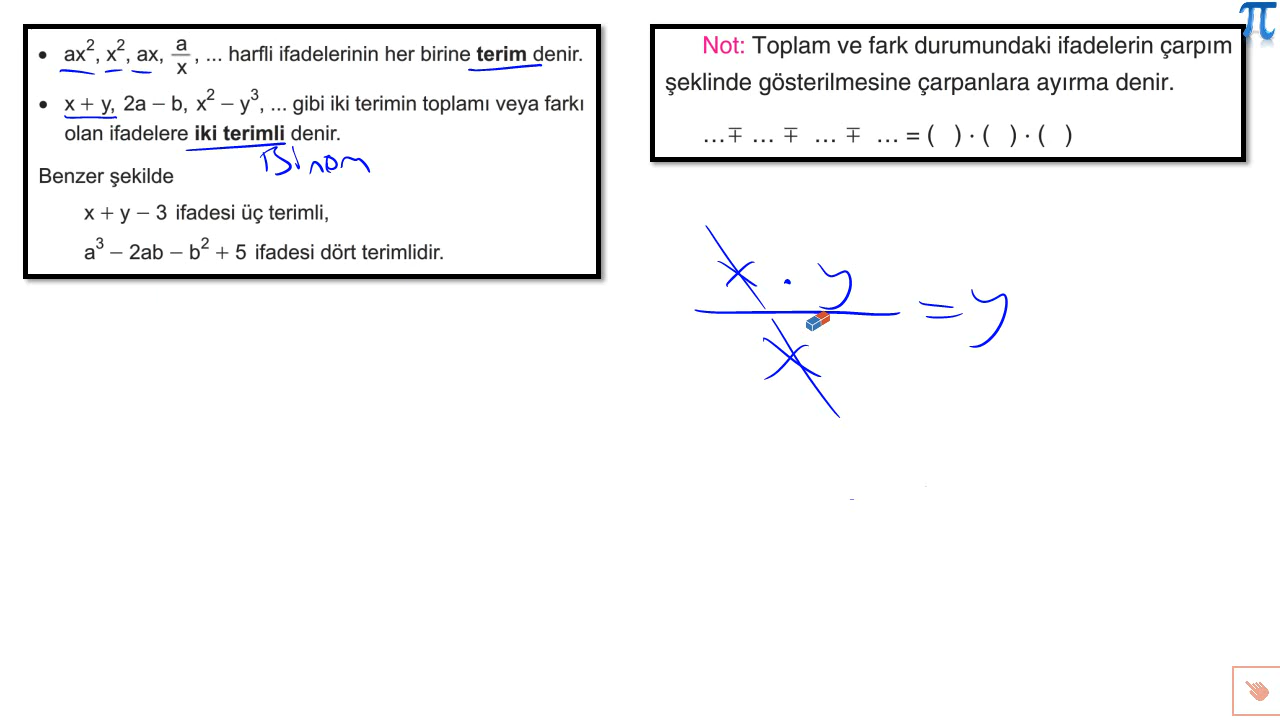 • ax², x², ax, a/x, ... harfli ifadelerinin her birine terim denir.
• x + y, 2a − b, x² − y³, ... gibi iki terimin toplamı veya farkı
olan ifadelere iki terimli denir.
Binom
Benzer şekilde
x + y − 3 ifadesi üç terimli,
a³ − 2ab − b² + 5 ifadesi dört terimlidir.
Not: Toplam ve fark durumundaki ifadelerin çarpım
şeklinde gösterilmesine çarpanlara ayırma denir.
...∓ ... ∓ ... ∓ ... = ( ) · ( ) · ( )
x · y / x = y
π